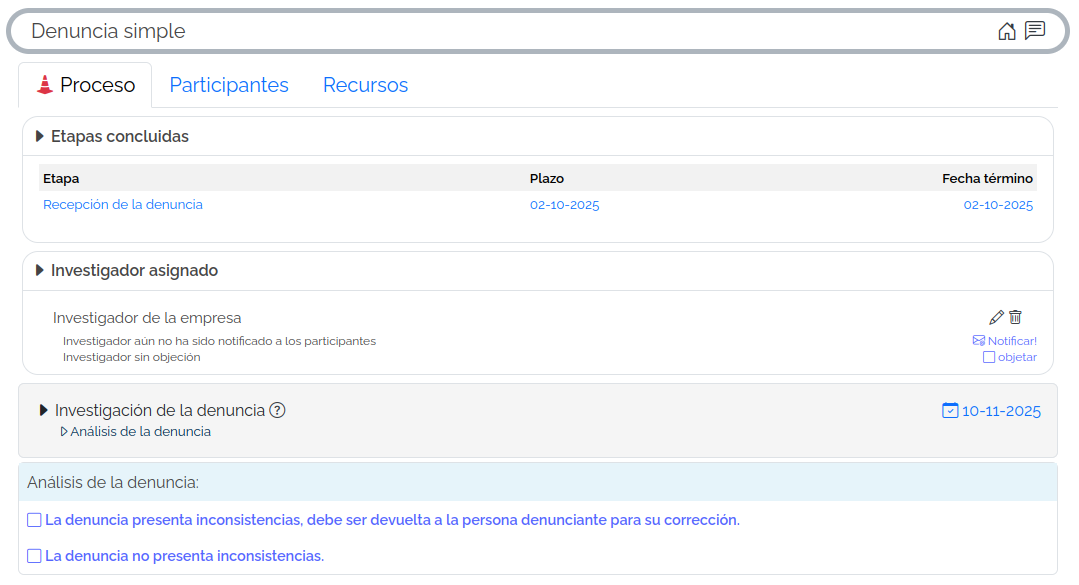 Denuncia simple
Proceso Participantes Recursos
Etapas concluidas
Etapa Plazo Fecha término
Recepción de la denuncia 02-10-2025 02-10-2025
Investigador asignado
Investigador de la empresa
Investigador aún no ha sido notificado a los participantes Notificar!
Investigador sin objeción objetar
Investigación de la denuncia ? 10-11-2025
Análisis de la denuncia
Análisis de la denuncia:
La denuncia presenta inconsistencias, debe ser devuelta a la persona denunciante para su corrección.
La denuncia no presenta inconsistencias.